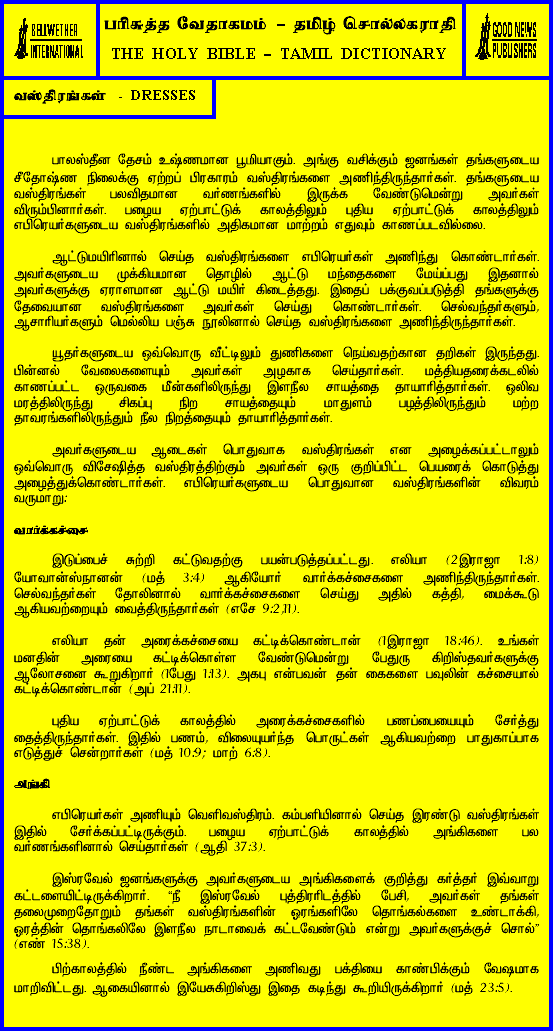 BELLWETHER
INTERNATIONAL
பரிசுத்த வேதாகமம் – தமிழ் சொல்லகராதி
THE HOLY BIBLE – TAMIL DICTIONARY
GOOD NEWS
PUBLISHERS
வஸ்திரங்கள் - DRESSES
பாலஸ்தீன தேசம் உஷ்ணமான பூமியாகும். அங்கு வசிக்கும் ஜனங்கள் தங்களுடைய
சீதோஷ்ண நிலைக்கு ஏற்றப் பிரகாரம் வஸ்திரங்களை அணிந்திருந்தார்கள். தங்களுடைய
வஸ்திரங்கள் பலவிதமான வர்ணங்களில் இருக்க வேண்டுமென்று அவர்கள்
விரும்பினார்கள். பழைய ஏற்பாட்டுக் காலத்திலும் புதிய ஏற்பாட்டுக் காலத்திலும்
எபிரெயர்களுடைய வஸ்திரங்களில் அதிகமான மாற்றம் எதுவும் காணப்படவில்லை.
ஆட்டுமயிரினால் செய்த வஸ்திரங்களை எபிரெயர்கள் அணிந்து கொண்டார்கள்.
அவர்களுடைய முக்கியமான தொழில் ஆட்டு மந்தைகளை மேய்ப்பது இதனால்
அவர்களுக்கு ஏராளமான ஆட்டு மயிர் கிடைத்தது. இதைப் பக்குவப்படுத்தி தங்களுக்கு
தேவையான வஸ்திரங்களை அவர்கள் செய்து கொண்டார்கள். செல்வந்தர்களும்,
ஆசாரியர்களும் மெல்லிய பஞ்சு நூலினால் செய்த வஸ்திரங்களை அணிந்திருந்தார்கள்.
யூதர்களுடைய ஒவ்வொரு வீட்டிலும் துணிகளை நெய்வதற்கான தறிகள் இருந்தது.
பின்னல் வேலைகளையும் அவர்கள் அழகாக செய்தார்கள். மத்தியதரைக்கடலில்
காணப்பட்ட ஒருவகை மீன்களிலிருந்து இளநீல சாயத்தை தாயாரித்தார்கள். ஒலிவ
மரத்திலிருந்து சிகப்பு நிற சாயத்தையும் மாதுளம் பழத்திலிருந்தும் மற்ற
தாவரங்களிலிருந்தும் நீல நிறத்தையும் தாயாரித்தார்கள்.
அவர்களுடைய ஆடைகள் பொதுவாக வஸ்திரங்கள் என அழைக்கப்பட்டாலும்
ஒவ்வொரு விசேஷித்த வஸ்திரத்திற்கும் அவர்கள் ஒரு குறிப்பிட்ட பெயரைக் கொடுத்து
அழைத்துக்கொண்டார்கள். எபிரெயர்களுடைய பொதுவான வஸ்திரங்களின் விவரம்
வருமாறு:
வார்க்கச்சை
இடுப்பைச் சுற்றி கட்டுவதற்கு பயன்படுத்தப்பட்டது. எலியா (2இராஜா 1:8)
யோவான்ஸ்நானன் (மத் 3:4) ஆகியோர் வார்க்கச்சைகளை அணிந்திருந்தார்கள்.
செல்வந்தர்கள் தோலினால் வார்க்கச்சைகளை செய்து அதில் கத்தி, மைக்கூடு
ஆகியவற்றையும் வைத்திருந்தார்கள் (எசே 9:2,11).
எலியா தன் அரைக்கச்சையை கட்டிக்கொண்டான் (1இராஜா 18:46). உங்கள்
மனதின் அரையை கட்டிக்கொள்ள வேண்டுமென்று பேதுரு கிறிஸ்தவர்களுக்கு
ஆலோசனை கூறுகிறார் (1பேது 1:13). அகபு என்பவன் தன் கைகளை பவுலின் கச்சையால்
கட்டிக்கொண்டான் (அப் 21:11).
புதிய ஏற்பாட்டுக் காலத்தில் அரைக்கச்சைகளில் பணப்பையையும் சேர்த்து
தைத்திருந்தார்கள். இதில் பணம், விலையுயர்ந்த பொருட்கள் ஆகியவற்றை பாதுகாப்பாக
எடுத்துச் சென்றார்கள் (மத் 10:9; மாற் 6:8).
அங்கி
எபிரெயர்கள் அணியும் வெளிவஸ்திரம். கம்பளியினால் செய்த இரண்டு வஸ்திரங்கள்
இதில் சேர்க்கப்பட்டிருக்கும். பழைய ஏற்பாட்டுக் காலத்தில் அங்கிகளை பல
வர்ணங்களினால் செய்தார்கள் (ஆதி 37:3).
இஸ்ரவேல் ஜனங்களுக்கு அவர்களுடைய அங்கிகளைக் குறித்து கர்த்தர் இவ்வாறு
கட்டளையிட்டிருக்கிறார். “நீ இஸ்ரவேல் புத்திரரிடத்தில் பேசி, அவர்கள் தங்கள்
தலைமுறைதோறும் தங்கள் வஸ்திரங்களின் ஓரங்களிலே தொங்கல்களை உண்டாக்கி,
ஓரத்தின் தொங்கலிலே இளநீல நாடாவைக் கட்டவேண்டும் என்று அவர்களுக்குச் சொல்”
(எண் 15:38).
பிற்காலத்தில் நீண்ட அங்கிகளை அணிவது பக்தியை காண்பிக்கும் வேஷமாக
மாறிவிட்டது. ஆகையினால் இயேசுகிறிஸ்து இதை கடிந்து கூறியிருக்கிறார் (மத் 23:5).